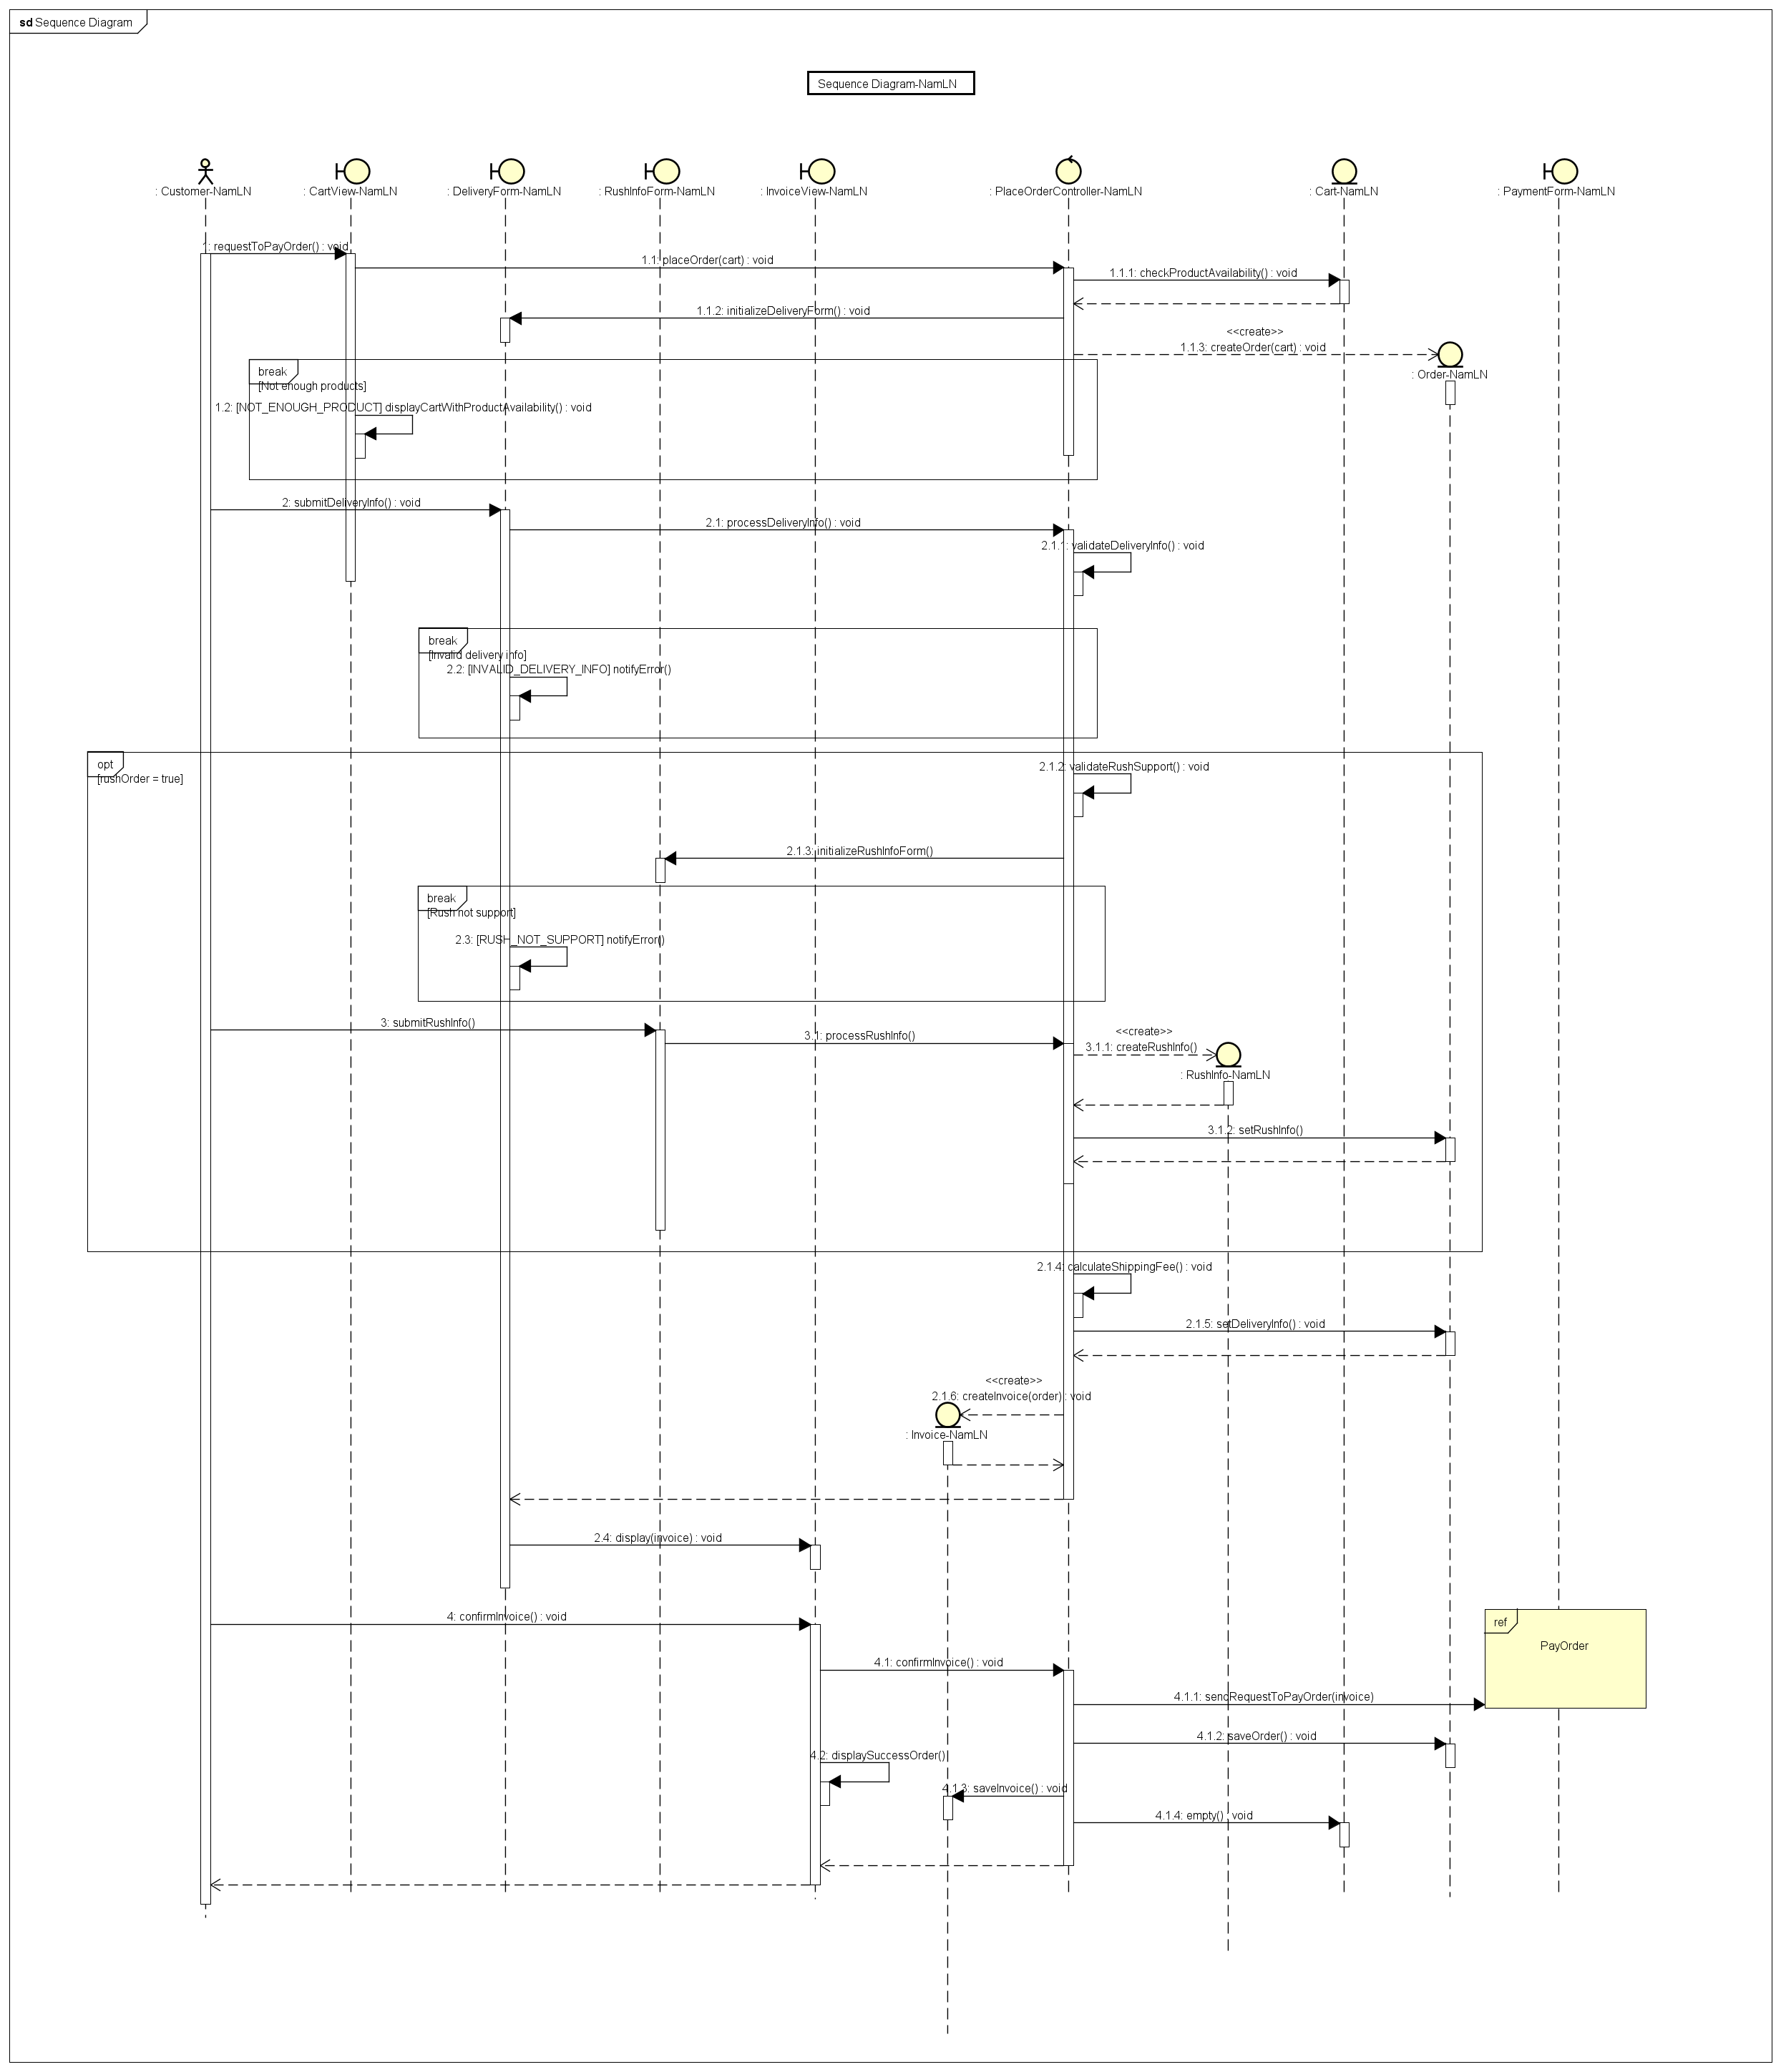 sd Sequence Diagram
Sequence Diagram-NamLN
: Customer-NamLN
: CartView-NamLN
: DeliveryForm-NamLN
: RushInfoForm-NamLN
: InvoiceView-NamLN
: PlaceOrderController-NamLN
: Cart-NamLN
: PaymentForm-NamLN
1: requestToPayOrder() : void
1.1: placeOrder(cart) : void
1.1.1: checkProductAvailability() : void
1.1.2: initializeDeliveryForm() : void
<<create>>
1.1.3: createOrder(cart) : void
: Order-NamLN
break
[Not enough products]
1.2: [NOT_ENOUGH_PRODUCT] displayCartWithProductAvailability() : void
2: submitDeliveryInfo() : void
2.1: processDeliveryInfo() : void
2.1.1: validateDeliveryInfo() : void
break
[Invalid delivery info]
2.2: [INVALID_DELIVERY_INFO] notifyError()
opt
[rushOrder = true]
2.1.2: validateRushSupport() : void
2.1.3: initializeRushInfoForm()
break
[Rush not support]
2.3: [RUSH_NOT_SUPPORT] notifyError()
3: submitRushInfo()
3.1: processRushInfo()
<<create>>
3.1.1: createRushInfo()
: RushInfo-NamLN
3.1.2: setRushInfo()
2.1.4: calculateShippingFee() : void
2.1.5: setDeliveryInfo() : void
<<create>>
2.1.6: createInvoice(order) : void
: Invoice-NamLN
2.4: display(invoice) : void
4: confirmInvoice() : void
ref
PayOrder
4.1: confirmInvoice() : void
4.1.1: sendRequestToPayOrder(invoice)
4.1.2: saveOrder() : void
4.2: displaySuccessOrder()
4.1.3: saveInvoice() : void
4.1.4: empty() : void